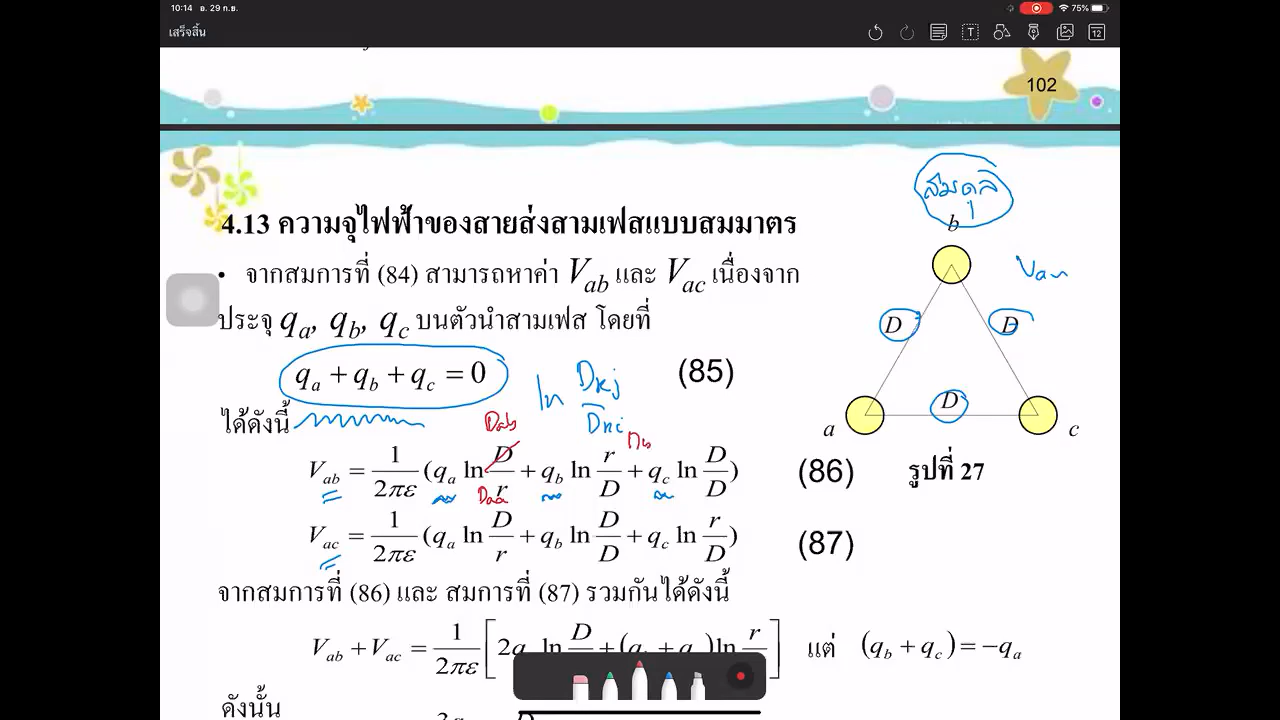 10:14 อ. 29 ก.ย.
75%
เสร็จสิ้น
T
12
102
สมดุล
4.13 ความจุไฟฟ้าของสายส่งสามเฟสแบบสมมาตร
b
• จากสมการที่ (84) สามารถหาค่า V_ab และ V_ac เนื่องจาก
V_an
ประจุ q_a, q_b, q_c บนตัวนำสามเฟส โดยที่
D D
q_a + q_b + q_c = 0 (85)
ln D_kj / D_ki
D
ได้ดังนี้
a c
D_ab
V_ab = 1/2πε (q_a ln D/r + q_b ln r/D + q_c ln D/D) (86) รูปที่ 27
D_aa
V_ac = 1/2πε (q_a ln D/r + q_b ln D/D + q_c ln r/D) (87)
จากสมการที่ (86) และ สมการที่ (87) รวมกันได้ดังนี้
V_ab + V_ac = 1/2πε [2q ln D + (q + q) ln r ] แต่ (q_b + q_c) = −q_a
ดังนั้น